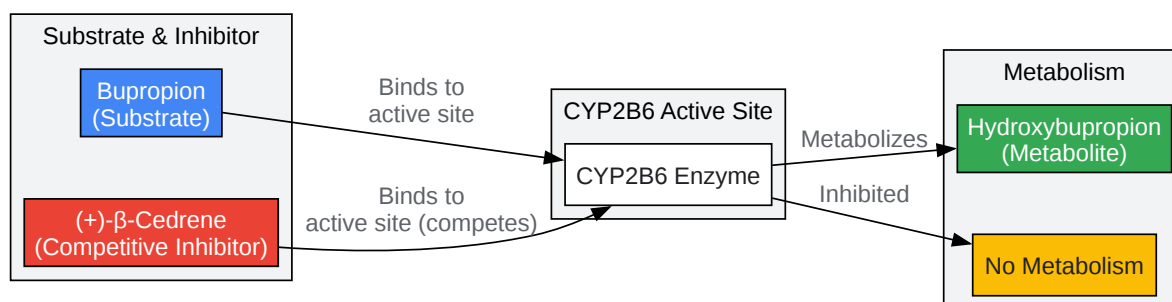 Substrate & Inhibitor
Bupropion
(Substrate)
(+)-β-Cedrene
(Competitive Inhibitor)
Binds to
active site
Binds to
active site (competes)
CYP2B6 Active Site
CYP2B6 Enzyme
Metabolizes
Inhibited
Metabolism
Hydroxybupropion
(Metabolite)
No Metabolism